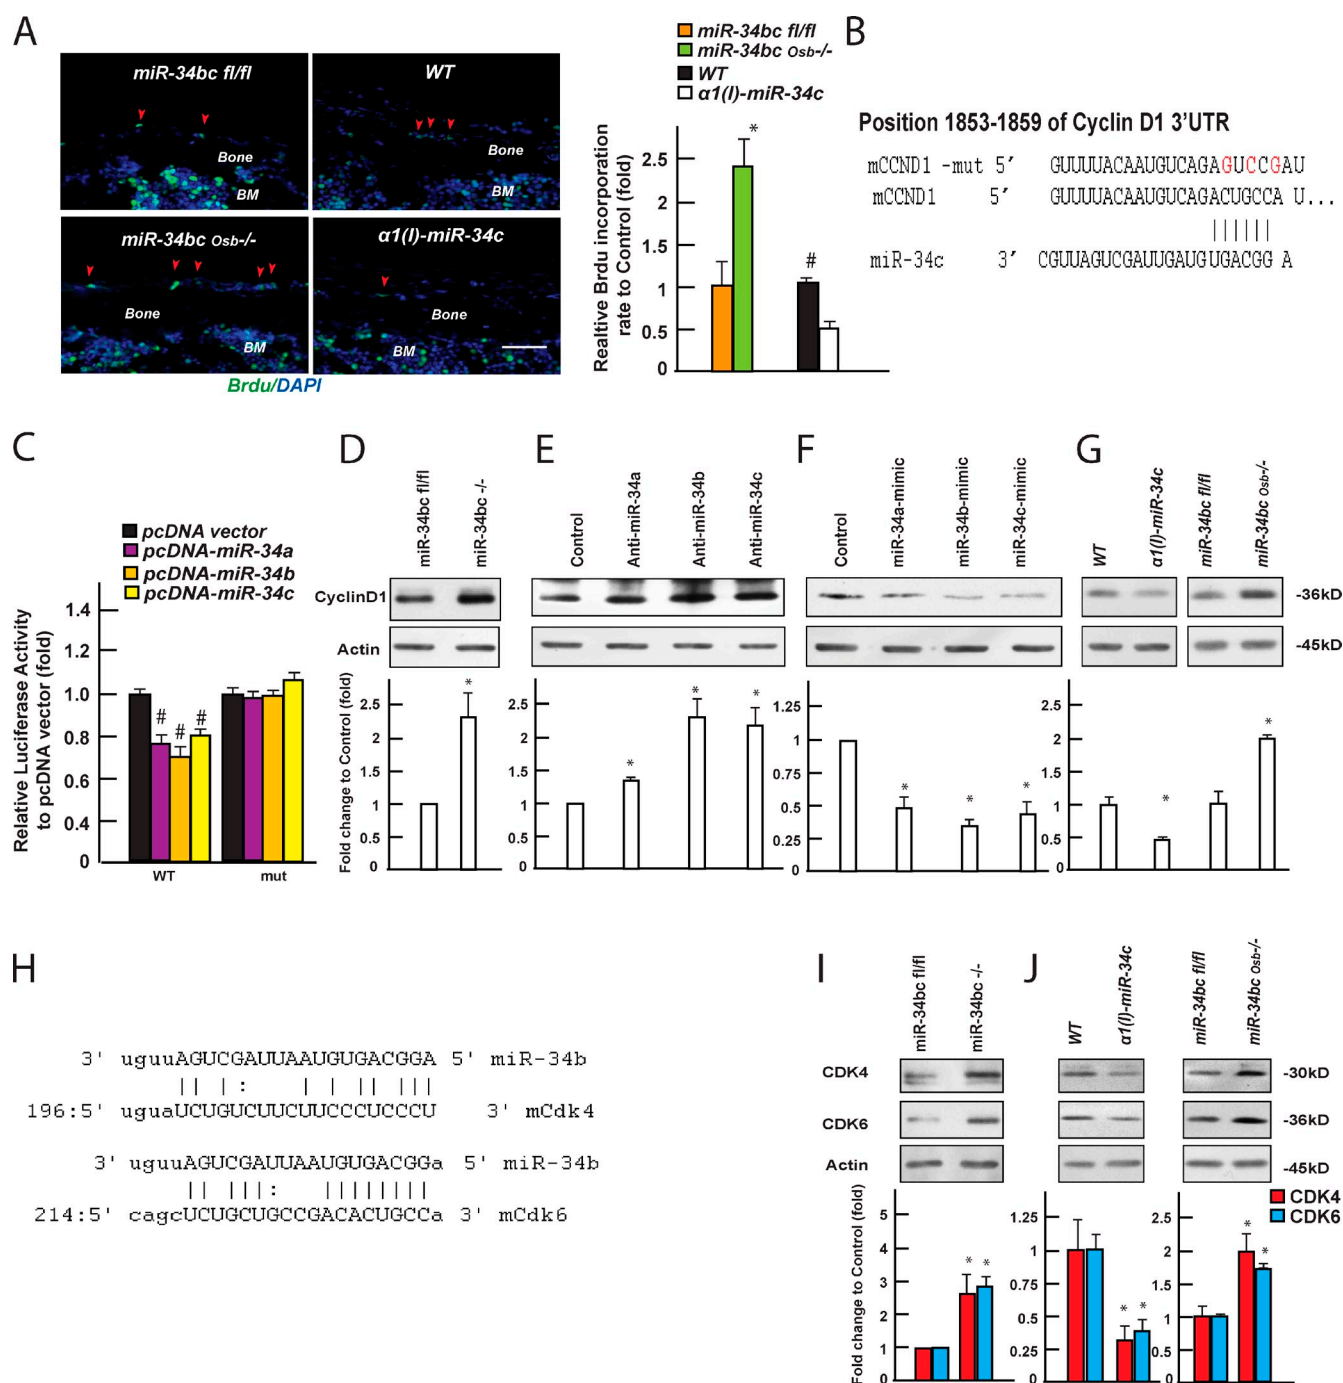 A
miR-34bc fl/fl
WT
Bone
BM
Bone
BM
miR-34bc Osb-/-
α1(I)-miR-34c
Bone
BM
Bone
BM
Brdu/DAPI
miR-34bc fl/fl
miR-34bc Osb-/-
WT
α1(I)-miR-34c
Realtive Brdu incorporation
rate to Control (fold)
2.5
2
1.5
1
0.5
0
*
#
B
Position 1853-1859 of Cyclin D1 3'UTR
mCCND1 -mut 5′ GUUUUACAAUGUCAGAGUCCGAU
mCCND1 5′ GUUUUACAAUGUCAGACUGCCA U...
||||||
miR-34c 3′ CGUUAGUCGAUUGAUGUGACGG A
C
pcDNA vector
pcDNA-miR-34a
pcDNA-miR-34b
pcDNA-miR-34c
Relative Luciferase Activity
to pcDNA vector (fold)
1.4
1.2
1.0
0.8
0.6
0.4
0
# # #
WT mut
D
miR-34bc fl/fl
miR-34bc -/-
CyclinD1
Actin
Fold change to Control (fold)
2.5
2
1.5
1
0.5
0
*
E
Control
Anti-miR-34a
Anti-miR-34b
Anti-miR-34c
2.5
2
1.5
1
0.5
0
* * *
F
Control
miR-34a-mimic
miR-34b-mimic
miR-34c-mimic
1.25
1
0.75
0.5
0.25
0
* * *
G
WT
α1(I)-miR-34c
miR-34bc fl/fl
miR-34bc Osb-/-
-36kD
-45kD
2.5
2
1.5
1
0.5
0
* *
H
3' uguuAGUCGAUUAAUGUGACGGA 5' miR-34b
|| | : | | || |||
196:5' uguaUCUGUCUUCUUCCCUCCCU 3' mCdk4
3' uguuAGUCGAUUAAUGUGACGGa 5' miR-34b
|| |||: ||||||||
214:5' cagcUCUGCUGCCGACACUGCCa 3' mCdk6
I
miR-34bc fl/fl
miR-34bc -/-
CDK4
CDK6
Actin
Fold change to Control (fold)
5
4
3
2
1
0
* *
J
WT
α1(I)-miR-34c
miR-34bc fl/fl
miR-34bc Osb-/-
-30kD
-36kD
-45kD
CDK4
CDK6
1.25
1
0.75
0.5
0.25
0
* *
2.5
2
1.5
1
0.5
0
* *